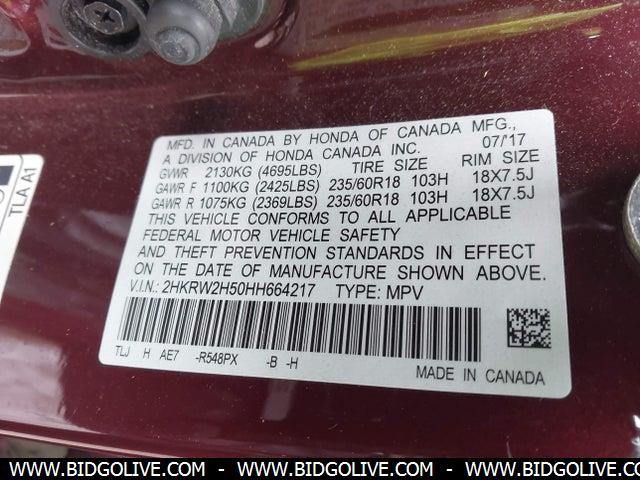 MFD. IN CANADA BY HONDA OF CANADA MFG., 07/'17
A DIVISION OF HONDA CANADA INC.
GVWR 2130KG (4695LBS) TIRE SIZE RIM SIZE
GAWR F 1100KG (2425LBS) 235/60R18 103H 18X7.5J
GAWR R 1075KG (2369LBS) 235/60R18 103H 18X7.5J
THIS VEHICLE CONFORMS TO ALL APPLICABLE
FEDERAL MOTOR VEHICLE SAFETY
AND THEFT PREVENTION STANDARDS IN EFFECT
ON THE DATE OF MANUFACTURE SHOWN ABOVE.
V.I.N.: 2HKRW2H50HH664217 TYPE: MPV
TLJ H AE7 -R548PX -B -H
MADE IN CANADA
TLA A1
WWW.BIDGOLIVE.COM - WWW.BIDGOLIVE.COM - WWW.BIDGOLIVE.COM